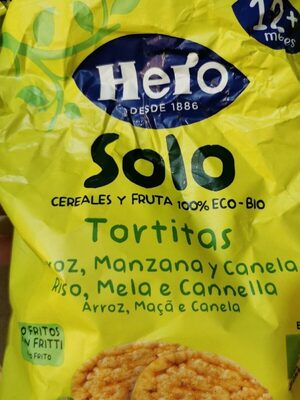 12+
meses
Hero
DESDE 1886
Solo
CEREALES Y FRUTA 100% ECO-BIO
Tortitas
Manzana y Canela
Riso, Mela e Cannella
Arroz, Maçã e Canela
FRITOS
FRITTI
FRITO